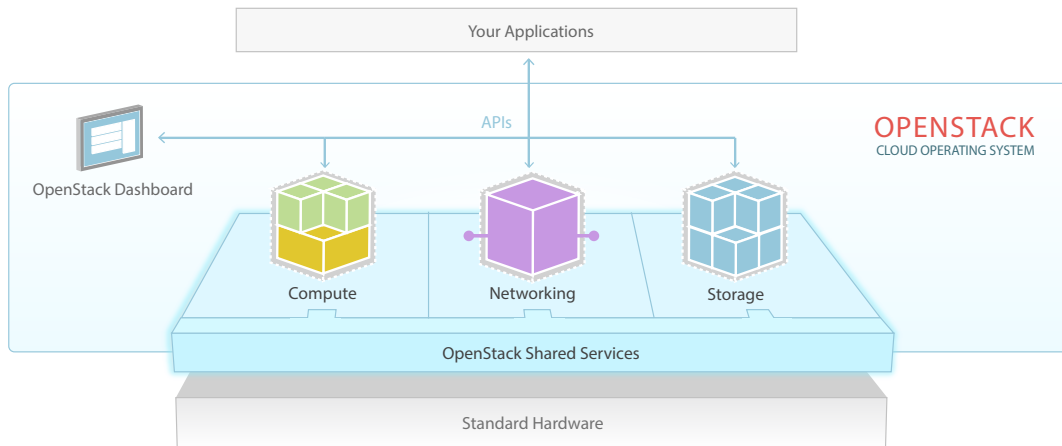 Your Applications
APIs
OPENSTACK
CLOUD OPERATING SYSTEM
OpenStack Dashboard
Compute
Networking
Storage
OpenStack Shared Services
Standard Hardware